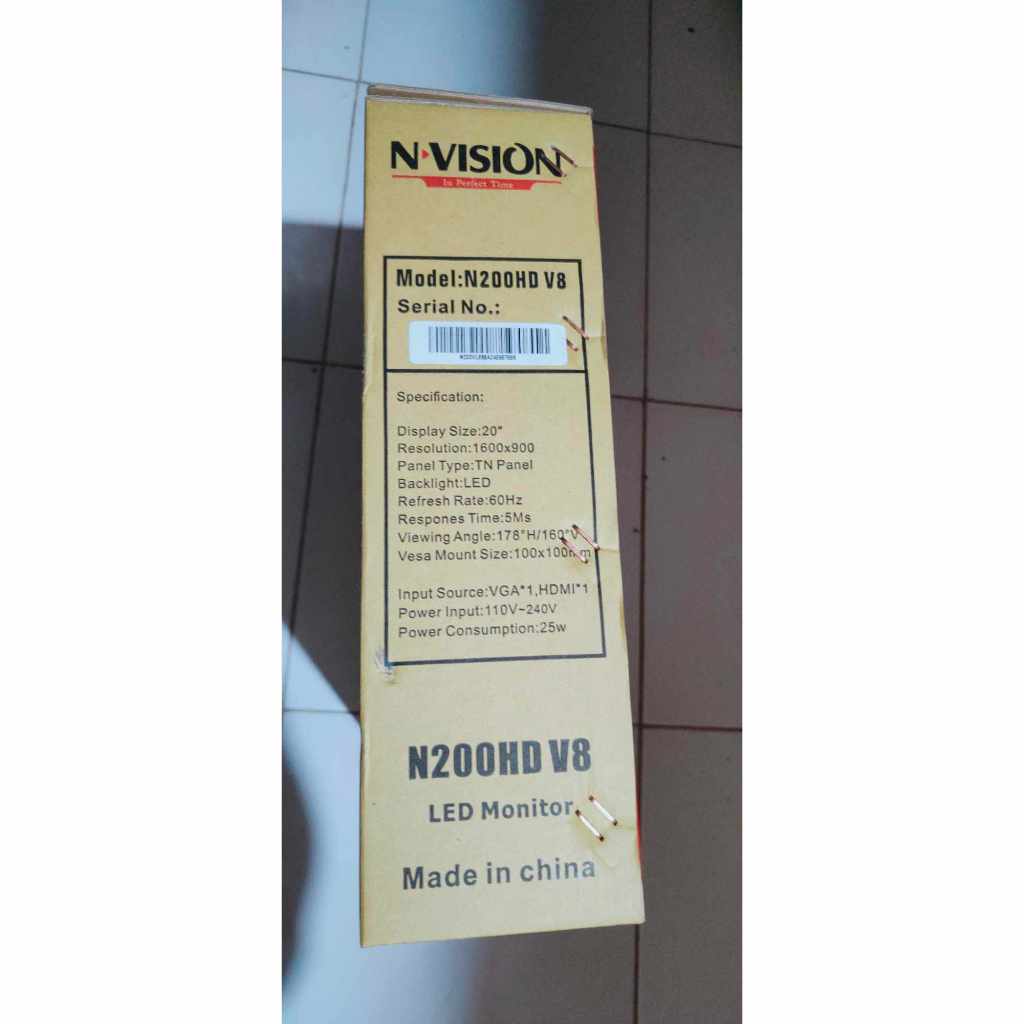 N·VISION
In Perfect Time
Model:N200HD V8
Serial No.:
Specification:
Display Size:20"
Resolution:1600x900
Panel Type:TN Panel
Backlight:LED
Refresh Rate:60Hz
Respones Time:5Ms
Viewing Angle:178°H/160°V
Vesa Mount Size:100x100mm
Input Source:VGA*1,HDMI*1
Power Input:110V~240V
Power Consumption:25w
N200HD V8
LED Monitor
Made in china